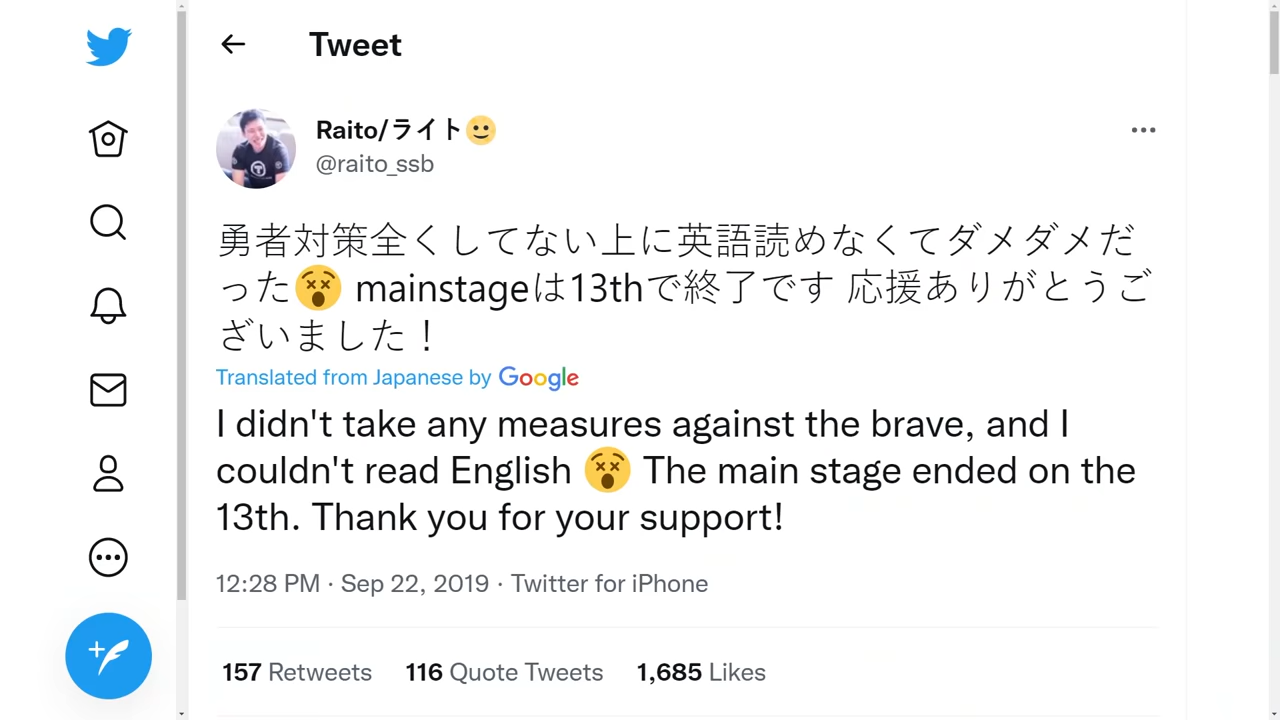 Tweet
Raito/ライト🙂
@raito_ssb
勇者対策全くしてない上に英語読めなくてダメダメだ
った😵 mainstageは13thで終了です 応援ありがとうご
ざいました！
Translated from Japanese by Google
I didn't take any measures against the brave, and I
couldn't read English 😵 The main stage ended on the
13th. Thank you for your support!
12:28 PM · Sep 22, 2019 · Twitter for iPhone
157 Retweets 116 Quote Tweets 1,685 Likes